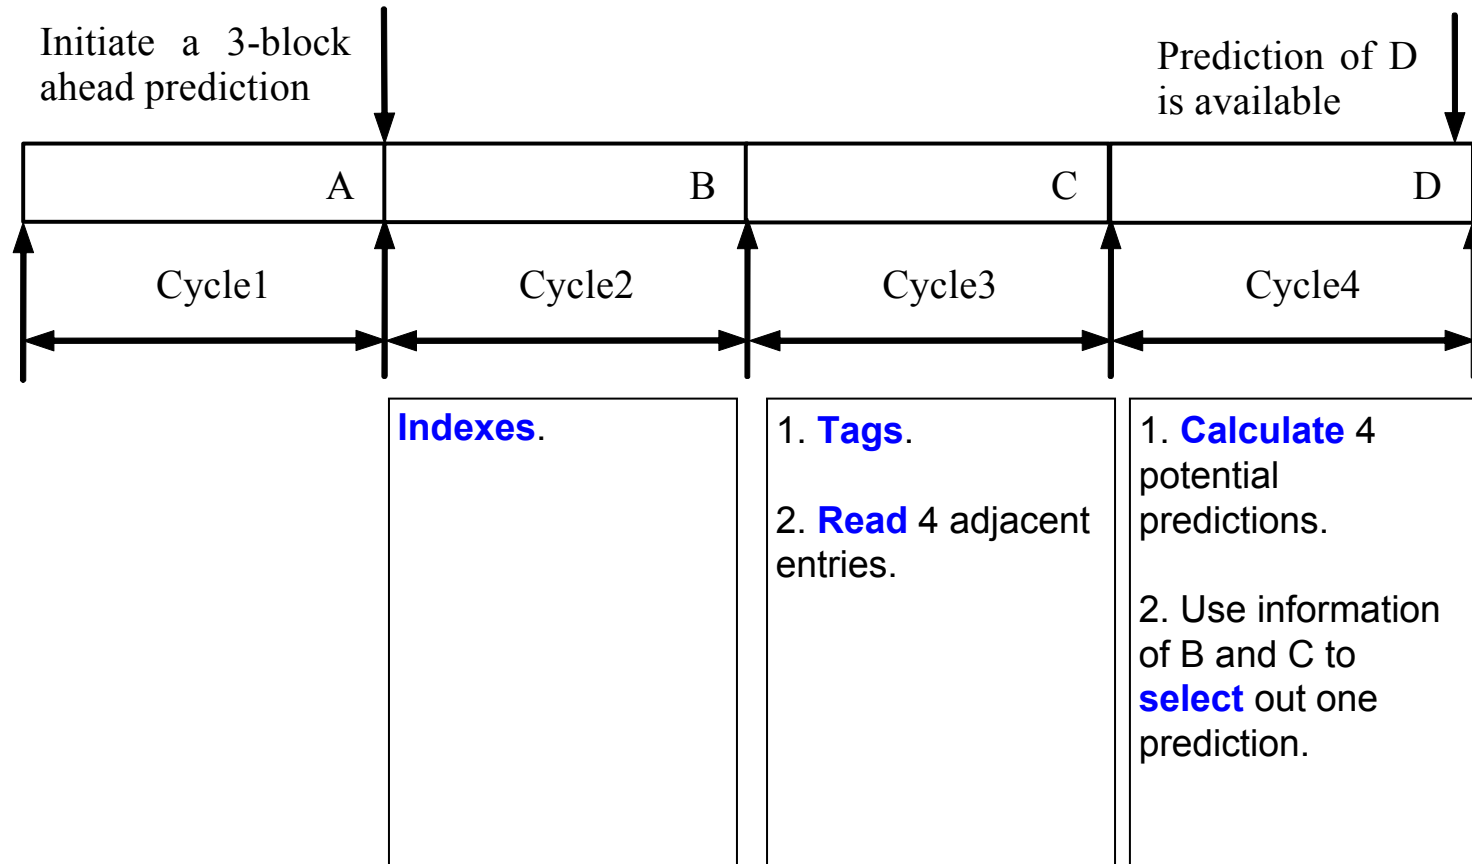 Initiate a 3-block
ahead prediction
Prediction of D
is available
A
B
C
D
Cycle1
Cycle2
Cycle3
Cycle4
Indexes.
1. Tags.
2. Read 4 adjacent
entries.
1. Calculate 4
potential
predictions.
2. Use information
of B and C to
select out one
prediction.